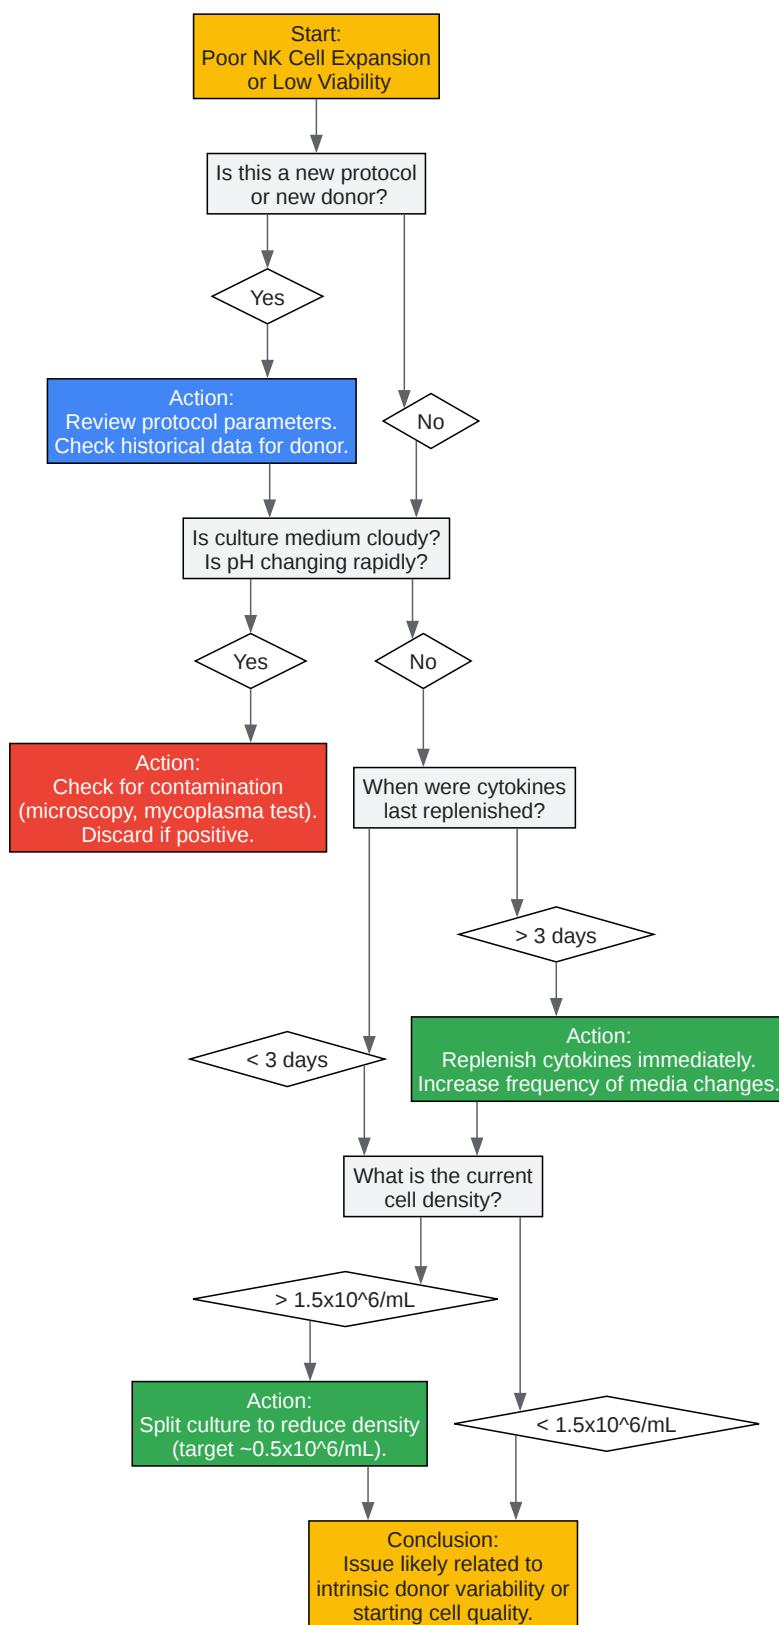 Start:
Poor NK Cell Expansion
or Low Viability
Is this a new protocol
or new donor?
Yes
Action:
Review protocol parameters.
Check historical data for donor.
No
Is culture medium cloudy?
Is pH changing rapidly?
Yes
No
Action:
Check for contamination
(microscopy, mycoplasma test).
Discard if positive.
When were cytokines
last replenished?
> 3 days
< 3 days
Action:
Replenish cytokines immediately.
Increase frequency of media changes.
What is the current
cell density?
> 1.5x10^6/mL
Action:
Split culture to reduce density
(target ~0.5x10^6/mL).
< 1.5x10^6/mL
Conclusion:
Issue likely related to
intrinsic donor variability or
starting cell quality.